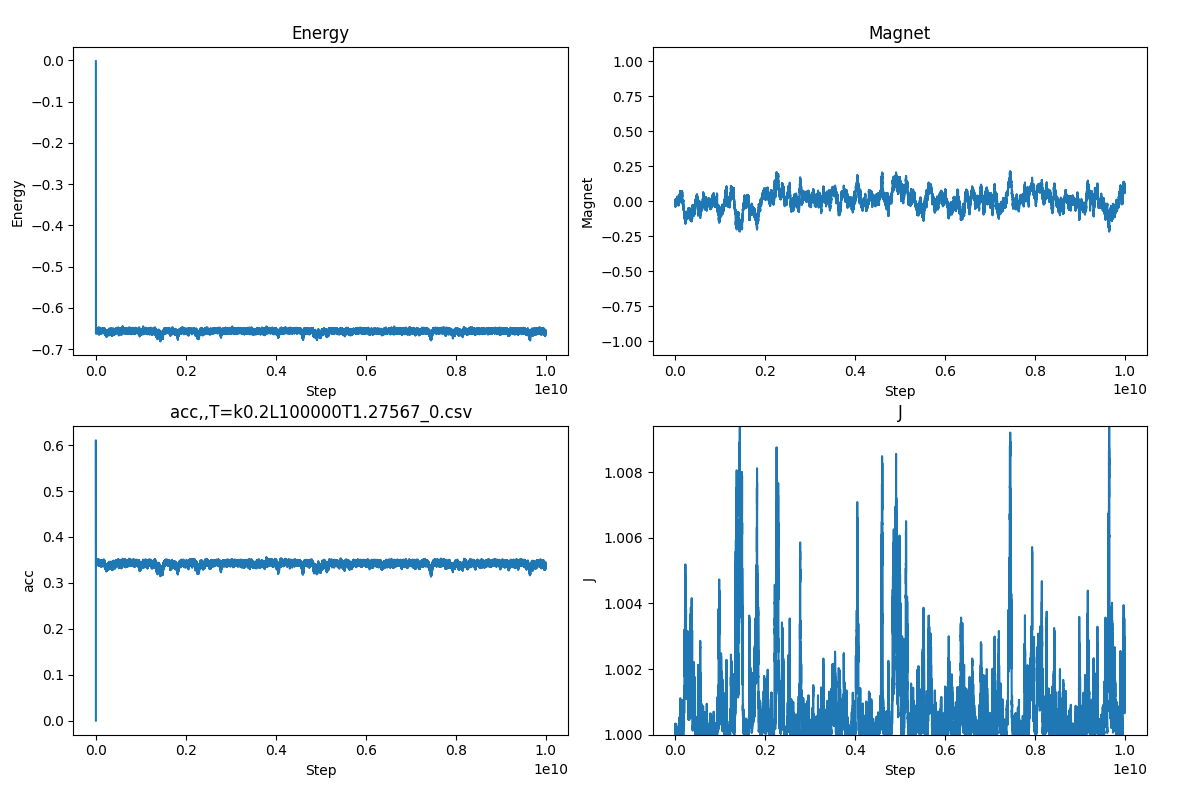 Energy
Energy
0.0
−0.1
−0.2
−0.3
−0.4
−0.5
−0.6
−0.7
0.0 0.2 0.4 0.6 0.8 1.0
1e10
Step
Magnet
Magnet
1.00
0.75
0.50
0.25
0.00
−0.25
−0.50
−0.75
−1.00
0.0 0.2 0.4 0.6 0.8 1.0
1e10
Step
acc,,T=k0.2L100000T1.27567_0.csv
acc
0.6
0.5
0.4
0.3
0.2
0.1
0.0
0.0 0.2 0.4 0.6 0.8 1.0
1e10
Step
J
J
1.008
1.006
1.004
1.002
1.000
0.0 0.2 0.4 0.6 0.8 1.0
1e10
Step